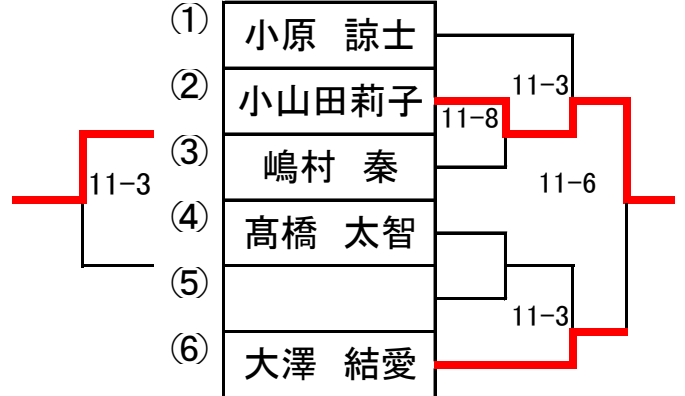 ① 小原 諒士
② 小山田莉子
③ 嶋村 秦
④ 髙橋 太智
⑤
⑥ 大澤 結愛
11-3
11-8
11-3
11-6
11-3